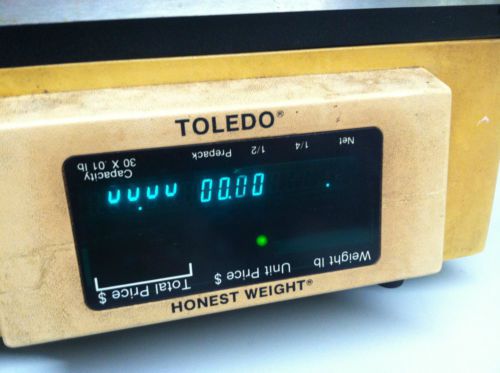 TOLEDO®
Weight lb Unit Price $ Total Price $
00.00
Net 1/4 1/2 Prepack Capacity
30 X .01 lb
HONEST WEIGHT®